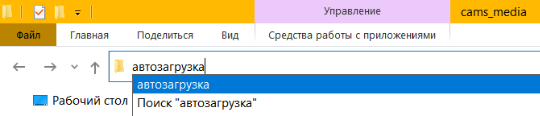 Управление
cams_media
Файл Главная Поделиться Вид Средства работы с приложениями
автозагрузка
автозагрузка
Рабочий стол Поиск "автозагрузка"